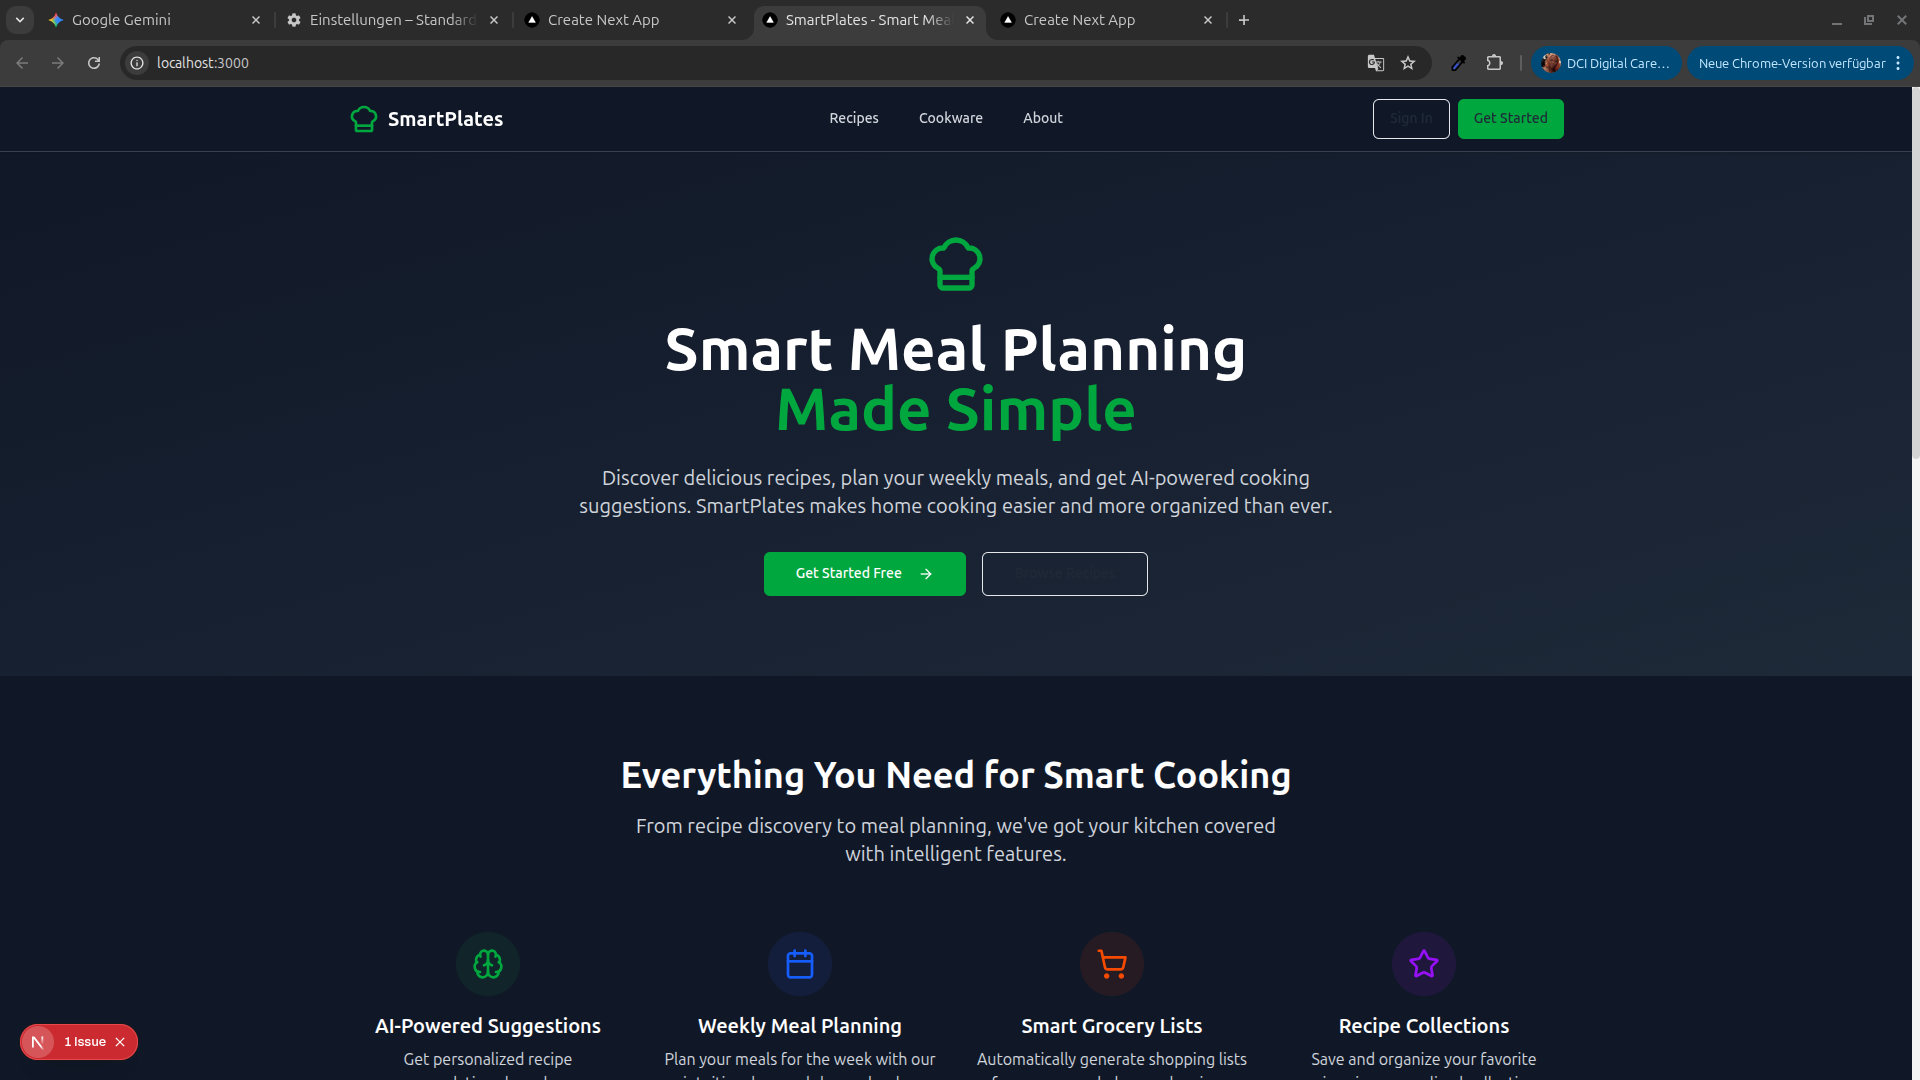 Google Gemini
Einstellungen – Standard
Create Next App
SmartPlates - Smart Mea
Create Next App
localhost:3000
DCI Digital Care...
Neue Chrome-Version verfügbar
SmartPlates
Recipes
Cookware
About
Sign In
Get Started
Smart Meal Planning
Made Simple
Discover delicious recipes, plan your weekly meals, and get AI-powered cooking
suggestions. SmartPlates makes home cooking easier and more organized than ever.
Get Started Free
Browse Recipes
Everything You Need for Smart Cooking
From recipe discovery to meal planning, we've got your kitchen covered
with intelligent features.
AI-Powered Suggestions
Get personalized recipe
Weekly Meal Planning
Plan your meals for the week with our
Smart Grocery Lists
Automatically generate shopping lists
Recipe Collections
Save and organize your favorite
N
1 Issue